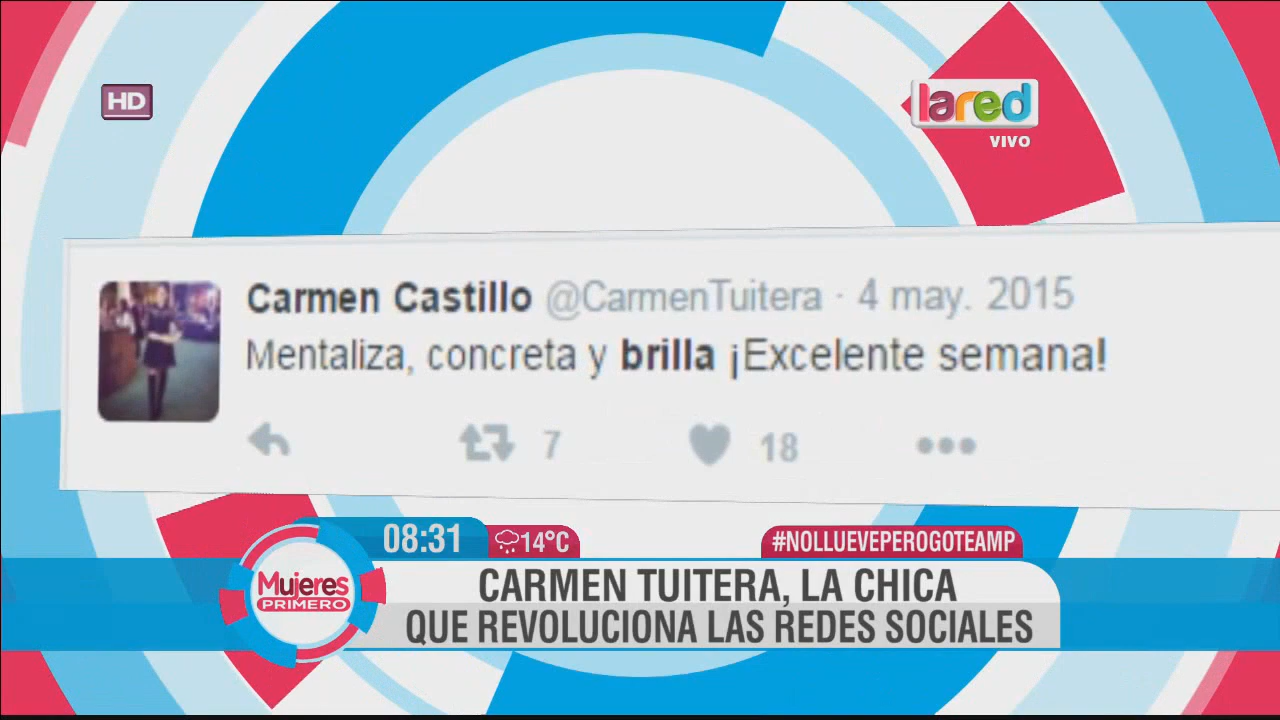 HD
lared
VIVO
Carmen Castillo @CarmenTuitera · 4 may. 2015
Mentaliza, concreta y brilla ¡Excelente semana!
7 18
08:31 14°C #NOLLUEVEPEROGOTEAMP
Mujeres
PRIMERO
CARMEN TUITERA, LA CHICA
QUE REVOLUCIONA LAS REDES SOCIALES